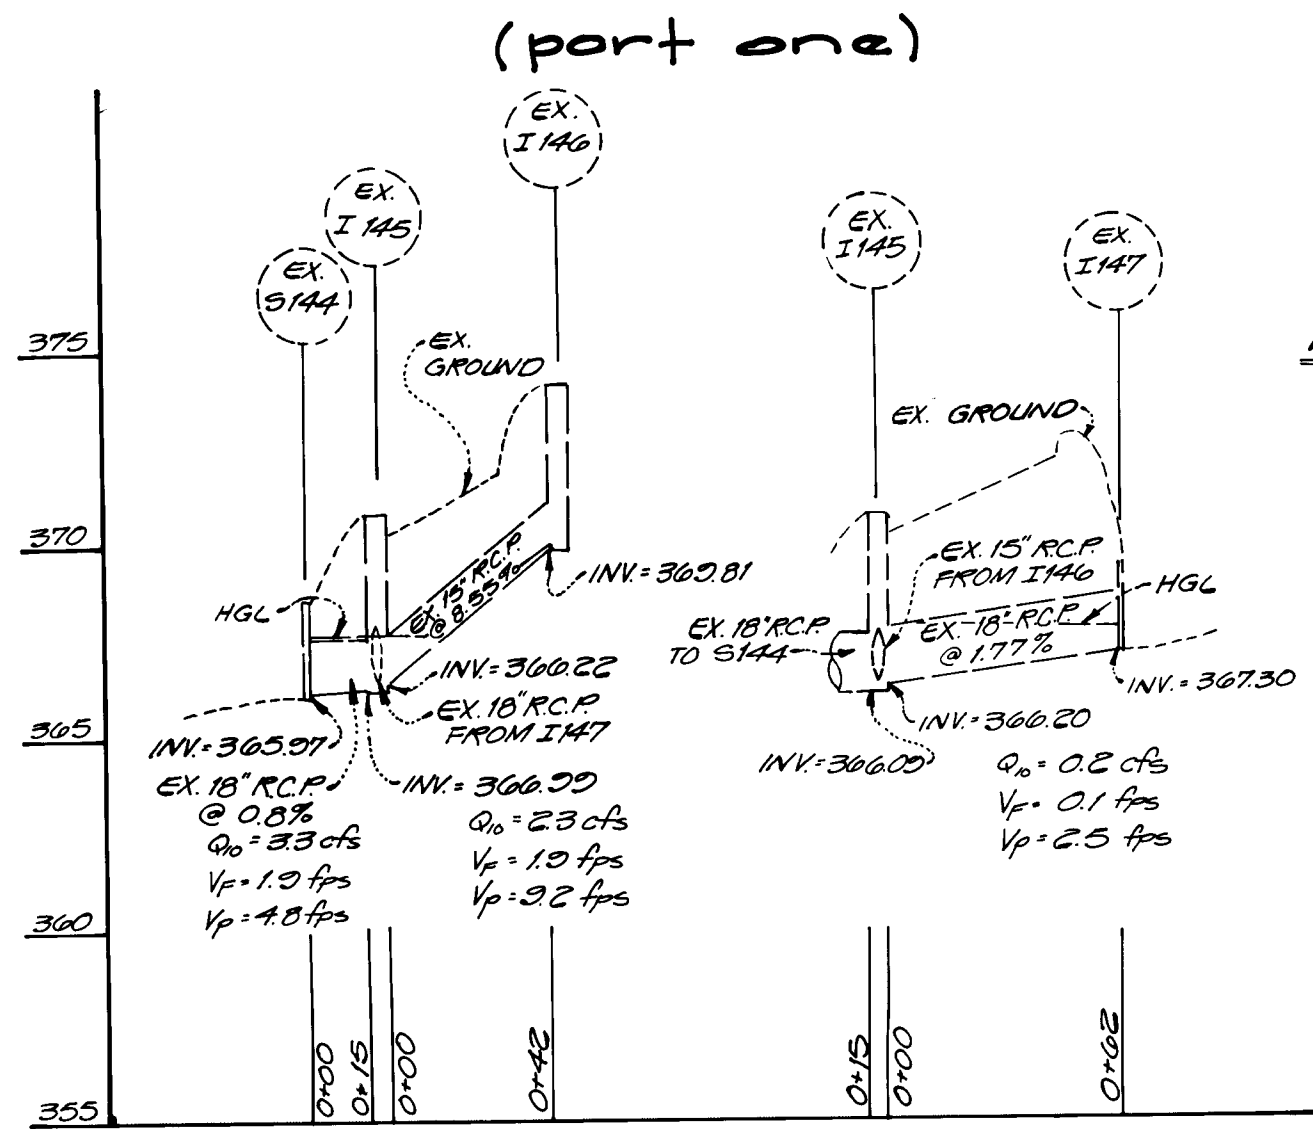 (part one)
EX.
I 146
EX.
I 145
EX.
S144
EX.
I145
EX.
I147
375
EX.
GROUND
EX. GROUND
370
EX. 15" R.C.P.
@ 8.55%
INV. = 369.81
EX. 15" R.C.P.
FROM I146
HGL
HGL
EX. 18" R.C.P.
TO S144
EX. 18" R.C.P.
@ 1.77%
INV. = 366.22
INV. = 367.30
EX. 18" R.C.P.
FROM I147
INV. = 366.20
365
INV. = 365.97
INV. = 366.09
EX. 18" R.C.P.
@ 0.8%
Q10 = 3.3 cfs
VF = 1.9 fps
VP = 4.8 fps
INV. = 366.99
Q10 = 2.3 cfs
VF = 1.9 fps
VP = 9.2 fps
Q10 = 0.2 cfs
VF = 0.1 fps
VP = 2.5 fps
360
0+00
0+15
0+00
0+42
0+15
0+00
0+62
355